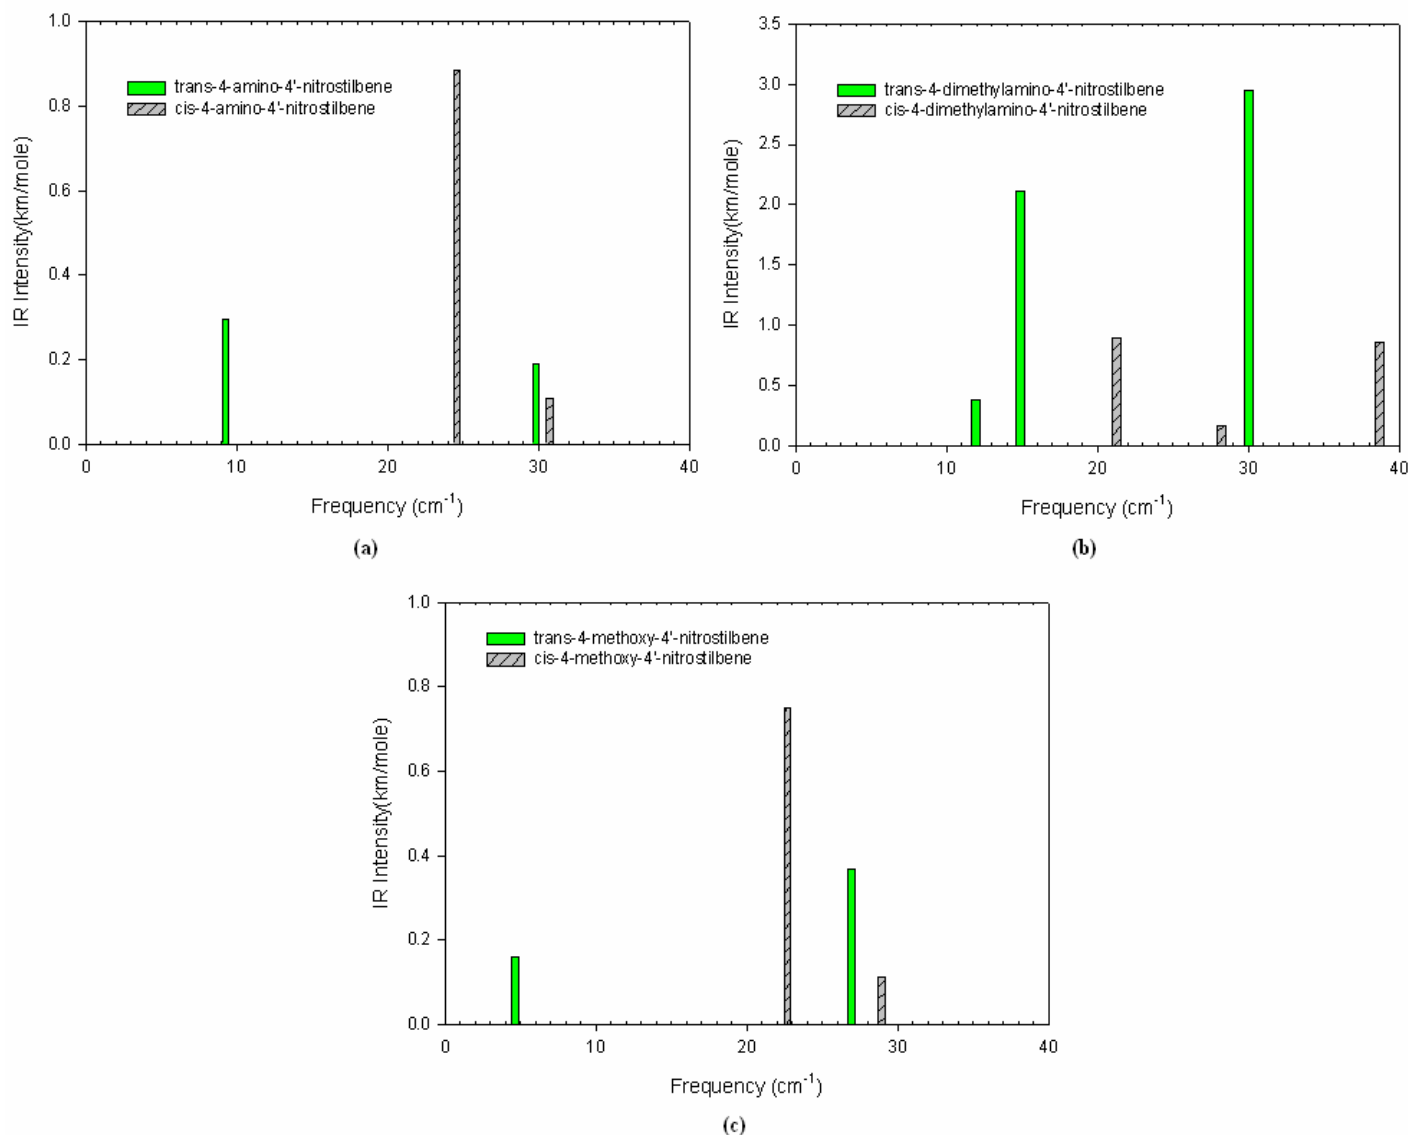 1.0
0.8
0.6
0.4
0.2
0.0
IR Intensity(km/mole)
trans-4-amino-4'-nitrostilbene
cis-4-amino-4'-nitrostilbene
0 10 20 30 40
Frequency (cm⁻¹)
(a)
3.5
3.0
2.5
2.0
1.5
1.0
0.5
0.0
IR Intensity(km/mole)
trans-4-dimethylamino-4'-nitrostilbene
cis-4-dimethylamino-4'-nitrostilbene
0 10 20 30 40
Frequency (cm⁻¹)
(b)
1.0
0.8
0.6
0.4
0.2
0.0
IR Intensity(km/mole)
trans-4-methoxy-4'-nitrostilbene
cis-4-methoxy-4'-nitrostilbene
0 10 20 30 40
Frequency (cm⁻¹)
(c)